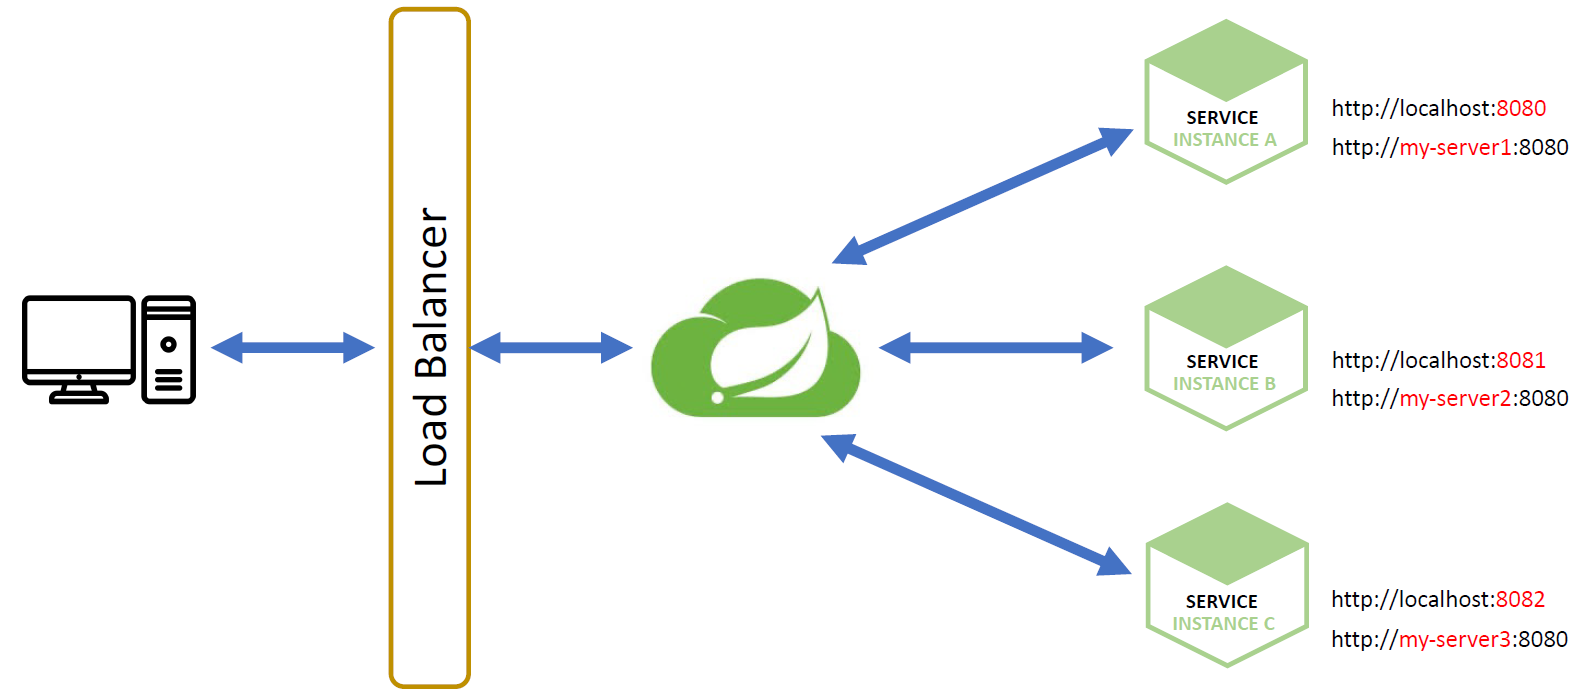 Load Balancer
SERVICE
INSTANCE A
http://localhost:8080
http://my-server1:8080
SERVICE
INSTANCE B
http://localhost:8081
http://my-server2:8080
SERVICE
INSTANCE C
http://localhost:8082
http://my-server3:8080